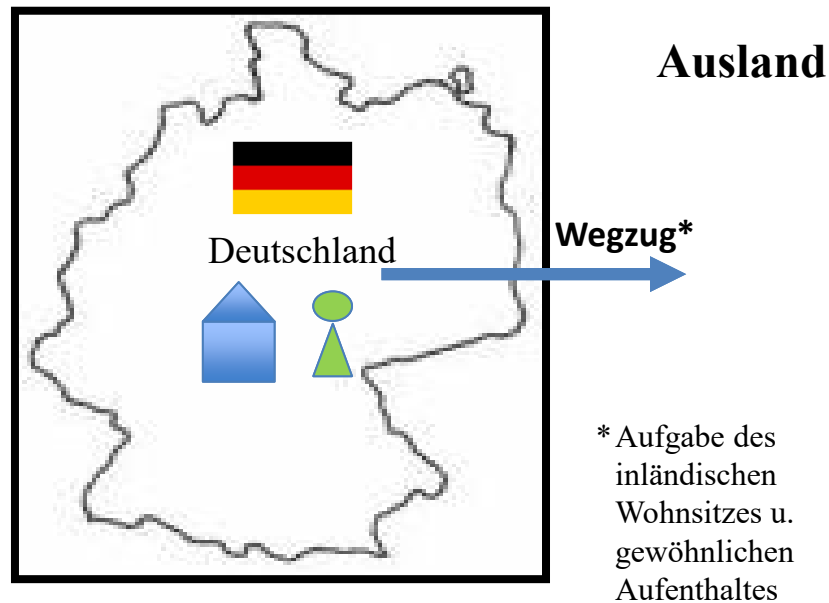 Ausland
Deutschland
Wegzug*
* Aufgabe des
inländischen
Wohnsitzes u.
gewöhnlichen
Aufenthaltes